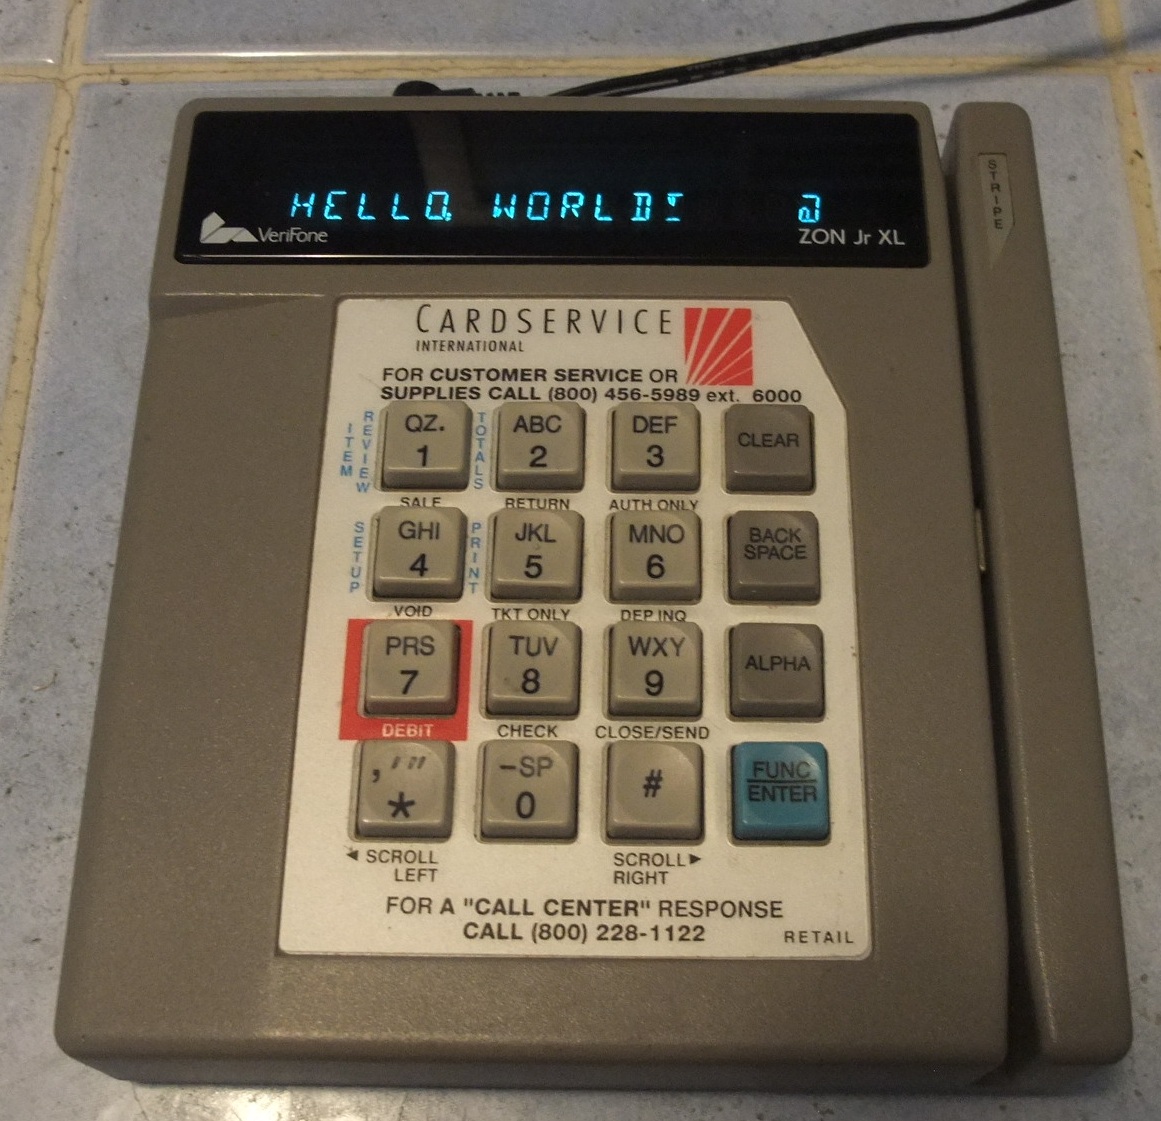 HELLO, WORLD!
VeriFone
ZON Jr XL
STRIPE
CARDSERVICE
INTERNATIONAL
FOR CUSTOMER SERVICE OR
SUPPLIES CALL (800) 456-5989 ext. 6000
ITEM
REVIEW
QZ.
1
TOTALS
ABC
2
DEF
3
CLEAR
SALE
RETURN
AUTH ONLY
SETUP
GHI
4
PRINT
JKL
5
MNO
6
BACK
SPACE
VOID
TKT ONLY
DEP.INQ
PRS
7
TUV
8
WXY
9
ALPHA
DEBIT
CHECK
CLOSE/SEND
, ' "
*
–SP
0
#
FUNC
ENTER
◄ SCROLL
LEFT
SCROLL►
RIGHT
FOR A "CALL CENTER" RESPONSE
CALL (800) 228-1122
RETAIL